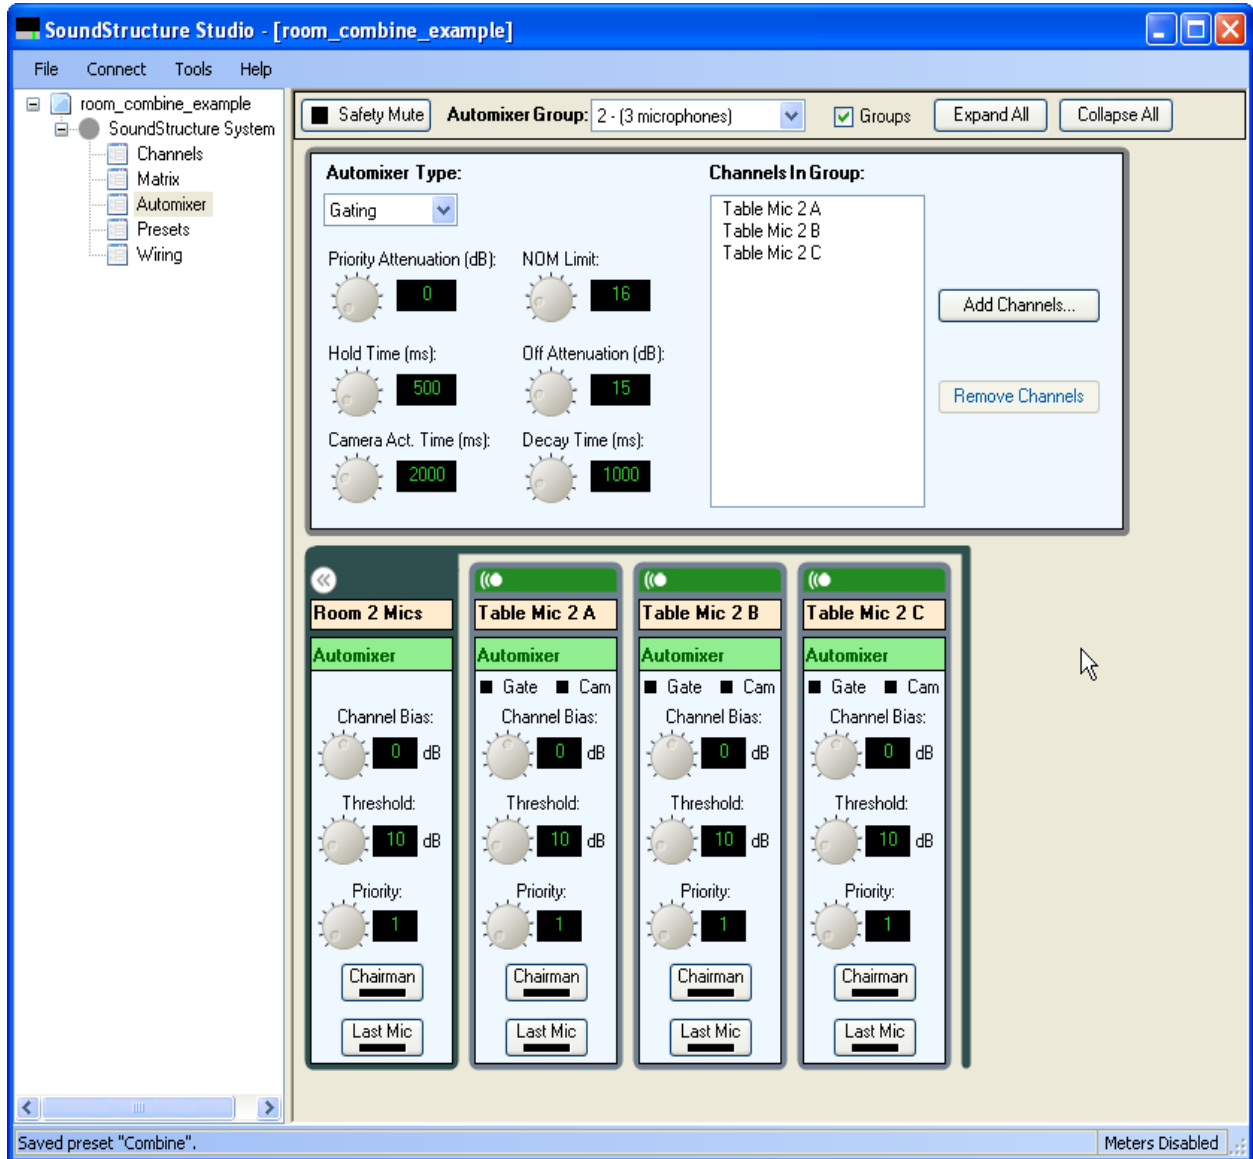 SoundStructure Studio - [room_combine_example]
File Connect Tools Help
room_combine_example
SoundStructure System
Channels
Matrix
Automixer
Presets
Wiring
Safety Mute Automixer Group: 2 - (3 microphones) Groups Expand All Collapse All
Automixer Type: Channels In Group:
Gating
Table Mic 2 A
Table Mic 2 B
Table Mic 2 C
Priority Attenuation (dB): NOM Limit:
0 16
Add Channels...
Hold Time (ms): Off Attenuation (dB):
500 15
Remove Channels
Camera Act. Time (ms): Decay Time (ms):
2000 1000
Room 2 Mics Table Mic 2 A Table Mic 2 B Table Mic 2 C
Automixer Automixer Automixer Automixer
Gate Cam Gate Cam Gate Cam
Channel Bias: Channel Bias: Channel Bias: Channel Bias:
0 dB 0 dB 0 dB 0 dB
Threshold: Threshold: Threshold: Threshold:
10 dB 10 dB 10 dB 10 dB
Priority: Priority: Priority: Priority:
1 1 1 1
Chairman Chairman Chairman Chairman
Last Mic Last Mic Last Mic Last Mic
Saved preset "Combine". Meters Disabled